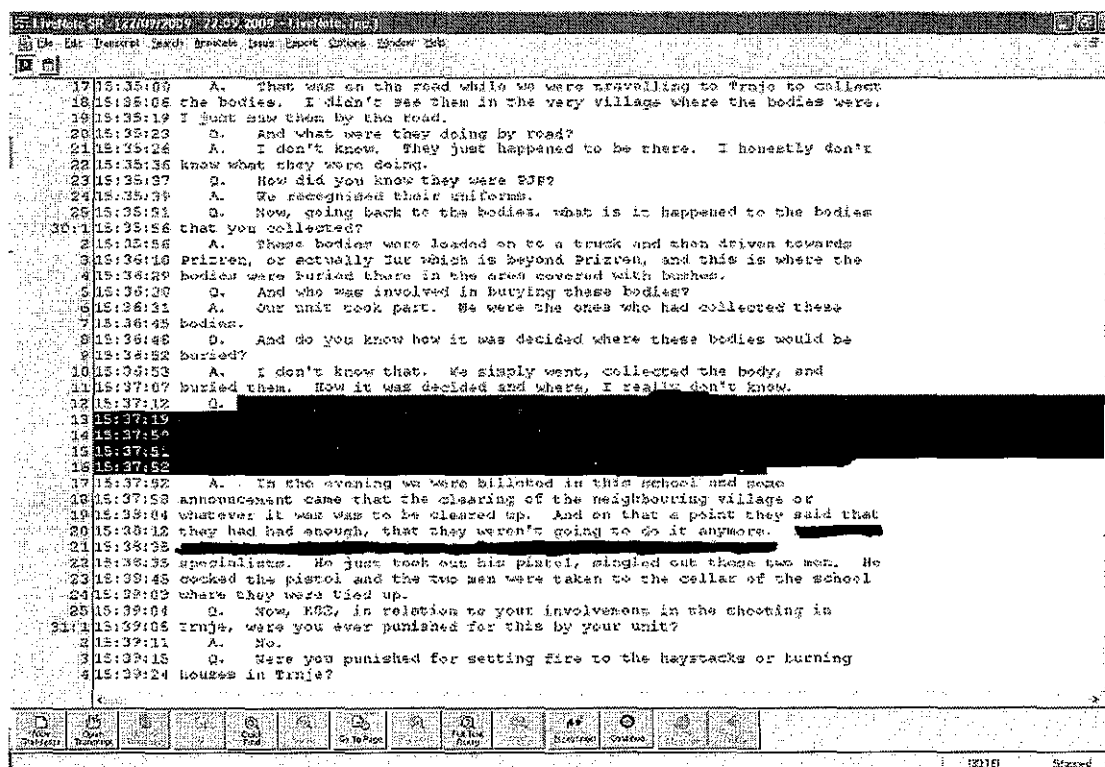 LiveNote SR - [22/09/2009 22.09.2009 - LiveNote, Inc.]
File Edit Transcript Search Annotate Issue Export Options Window Help
17 15:35:00 A. That was on the road while we were travelling to Trnje to collect
18 15:35:06 the bodies. I didn't see them in the very village where the bodies were.
19 15:35:19 I just saw them by the road.
20 15:35:23 Q. And what were they doing by road?
21 15:35:26 A. I don't know. They just happened to be there. I honestly don't
22 15:35:36 know what they were doing.
23 15:35:37 Q. How did you know they were PJP?
24 15:35:39 A. We recognised their uniforms.
25 Q. Now, going back to the bodies, what is it happened to the bodies
30:1 15:35:56 that you collected?
2 15:35:56 A. These bodies were loaded on to a truck and then driven towards
3 15:36:18 Prizren, or actually which is beyond Prizren, and this is where the
4 15:36:29 bodies were buried there in the area covered with bushes.
5 15:36:30 Q. And who was involved in burying these bodies?
6 15:36:31 A. Our unit took part. We were the ones who had collected these
7 15:36:45 bodies.
8 15:36:46 Q. And do you know how it was decided where these bodies would be
9 15:36:52 buried?
10 15:36:53 A. I don't know that. We simply went, collected the body, and
11 15:37:07 buried them. How it was decided and where, I really don't know.
12 15:37:12 Q.
13 15:37:19
14
15 15:37:51
16 15:37:52
17 15:37:52 A. In the evening we were billeted in this school and some
18 15:37:58 announcement came that the clearing of the neighbouring village or
19 15:38:04 whatever it was was to be cleared up. And on that a point they said that
20 15:38:12 they had had enough, that they weren't going to do it anymore.
21 15:38:35
22 15:38:35 specialists. He just took out his pistol, singled out those two men. He
23 15:38:45 cocked the pistol and the two men were taken to the cellar of the school
24 where they were tied up.
25 15:39:04 Q. Now, in relation to your involvement in the shooting in
31:1 15:39:06 Trnje, were you ever punished for this by your unit?
2 15:39:11 A. No.
3 15:39:15 Q. Were you punished for setting fire to the haystacks or burning
4 15:39:24 houses in Trnje?
Go To Page